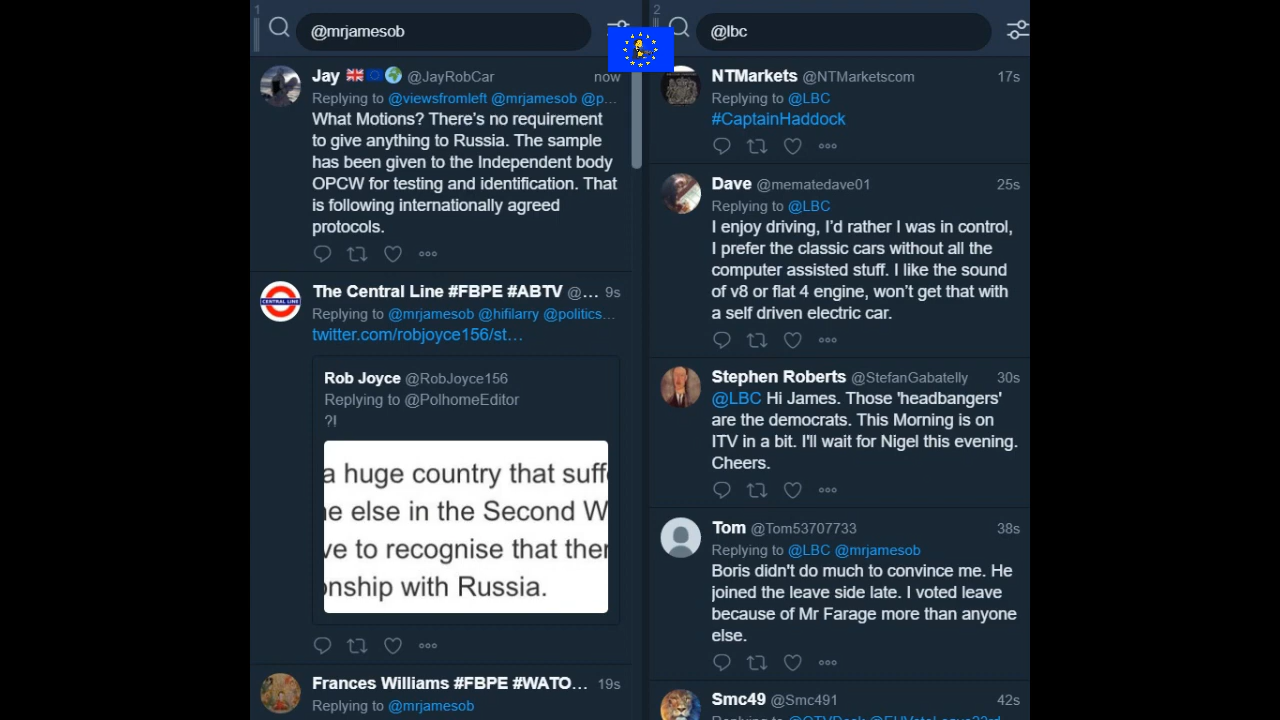 1
@mrjamesob
Jay @JayRobCar now
Replying to @viewsfromleft @mrjamesob @p...
What Motions? There's no requirement
to give anything to Russia. The sample
has been given to the Independent body
OPCW for testing and identification. That
is following internationally agreed
protocols.
The Central Line #FBPE #ABTV @... 9s
CENTRAL LINE
Replying to @mrjamesob @hifilarry @politics...
twitter.com/robjoyce156/st...
Rob Joyce @RobJoyce156
Replying to @PolhomeEditor
?!
a huge country that suff
e else in the Second W
ve to recognise that ther
onship with Russia.
Frances Williams #FBPE #WATO... 19s
Replying to @mrjamesob
2
@lbc
NTMarkets @NTMarketscom 17s
Replying to @LBC
#CaptainHaddock
Dave @mematedave01 25s
Replying to @LBC
I enjoy driving, I'd rather I was in control,
I prefer the classic cars without all the
computer assisted stuff. I like the sound
of v8 or flat 4 engine, won't get that with
a self driven electric car.
Stephen Roberts @StefanGabatelly 30s
@LBC Hi James. Those 'headbangers'
are the democrats. This Morning is on
ITV in a bit. I'll wait for Nigel this evening.
Cheers.
Tom @Tom53707733 38s
Replying to @LBC @mrjamesob
Boris didn't do much to convince me. He
joined the leave side late. I voted leave
because of Mr Farage more than anyone
else.
Smc49 @Smc491 42s